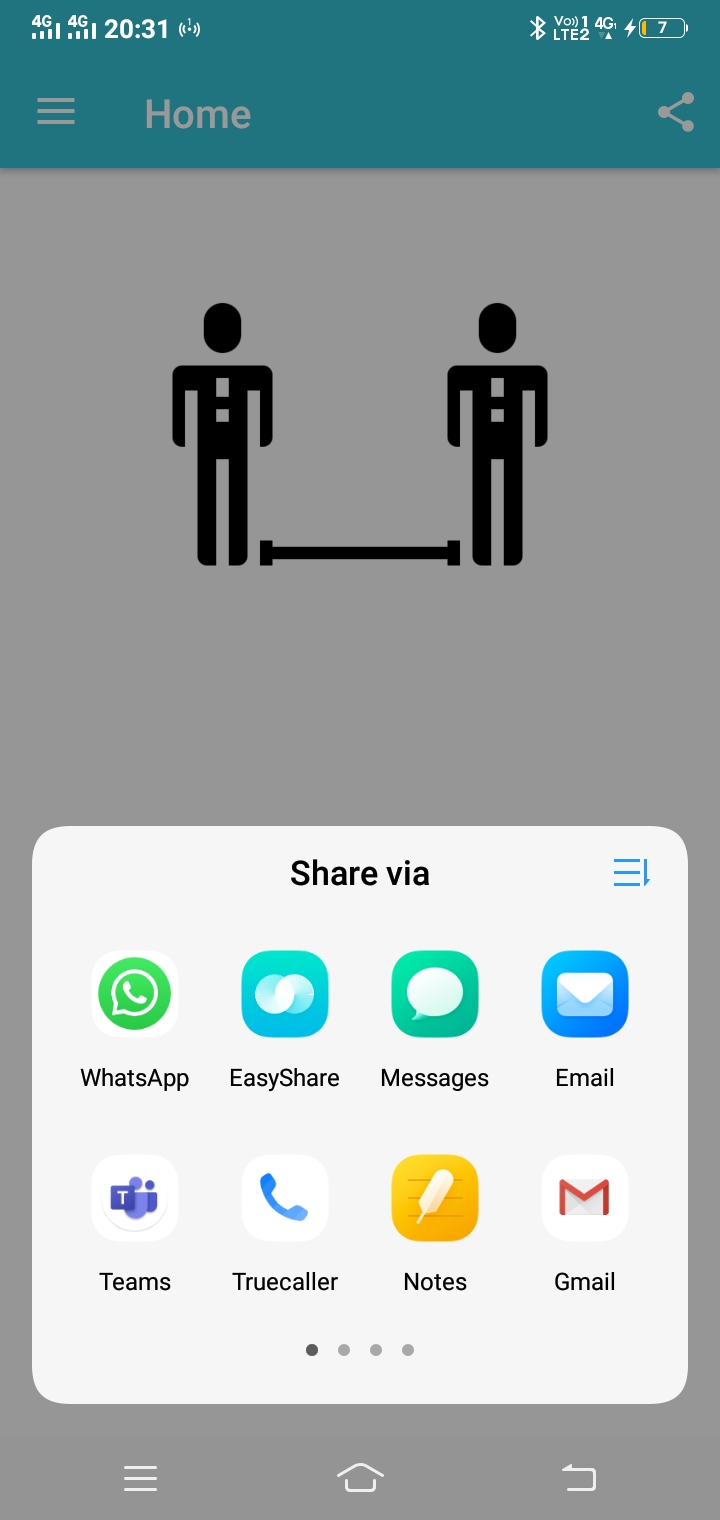 4G 4G 20:31 Vo)) 1 LTE2 4G 7
Home
Share via
WhatsApp EasyShare Messages Email
T
Teams Truecaller Notes Gmail